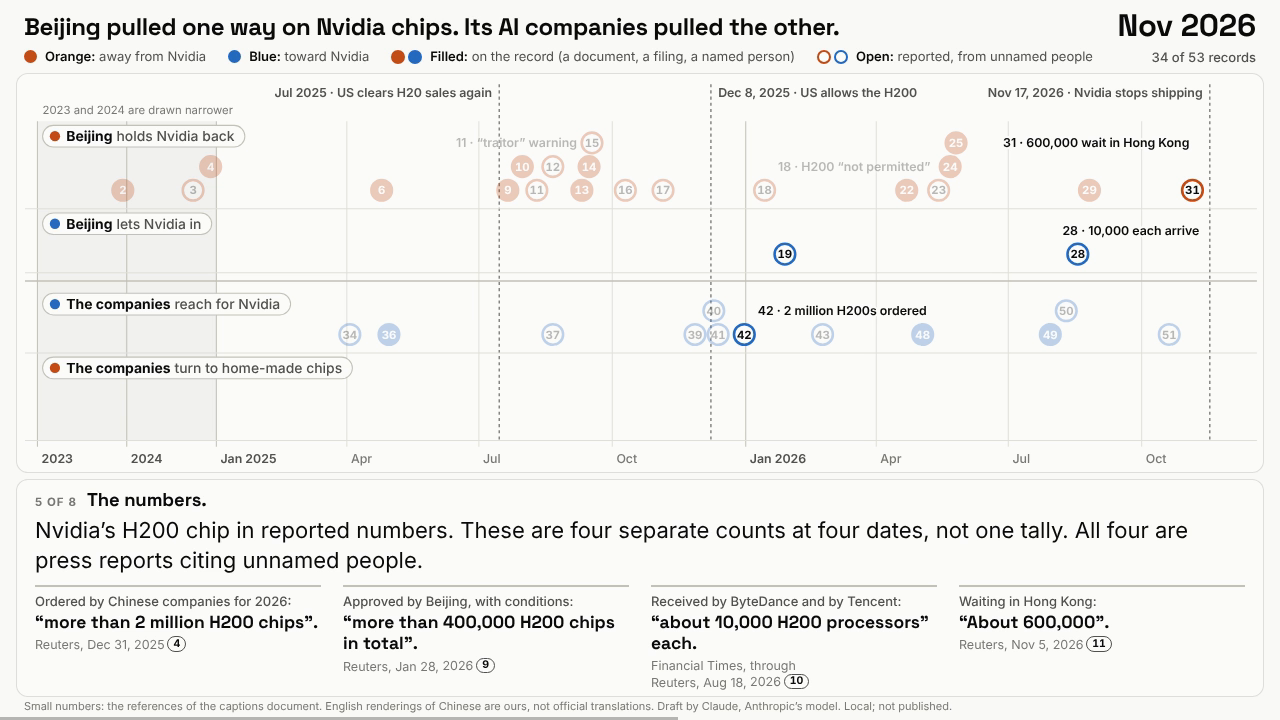 Beijing pulled one way on Nvidia chips. Its AI companies pulled the other.
Nov 2026
Orange: away from Nvidia
Blue: toward Nvidia
Filled: on the record (a document, a filing, a named person)
Open: reported, from unnamed people
34 of 53 records
Jul 2025 · US clears H20 sales again
Dec 8, 2025 · US allows the H200
Nov 17, 2026 · Nvidia stops shipping
2023 and 2024 are drawn narrower
Beijing holds Nvidia back
11 · “traitor” warning
15
25
31 · 600,000 wait in Hong Kong
4
10
12
14
18 · H200 “not permitted”
24
2
3
6
9
11
13
16
17
18
22
23
29
31
Beijing lets Nvidia in
28 · 10,000 each arrive
19
28
The companies reach for Nvidia
40
42 · 2 million H200s ordered
50
34
36
37
39
41
42
43
48
49
51
The companies turn to home-made chips
2023
2024
Jan 2025
Apr
Jul
Oct
Jan 2026
Apr
Jul
Oct
5 OF 8 The numbers.
Nvidia’s H200 chip in reported numbers. These are four separate counts at four dates, not one tally. All four are
press reports citing unnamed people.
Ordered by Chinese companies for 2026:
“more than 2 million H200 chips”.
Reuters, Dec 31, 2025 4
Approved by Beijing, with conditions:
“more than 400,000 H200 chips
in total”.
Reuters, Jan 28, 2026 9
Received by ByteDance and by Tencent:
“about 10,000 H200 processors”
each.
Financial Times, through
Reuters, Aug 18, 2026 10
Waiting in Hong Kong:
“About 600,000”.
Reuters, Nov 5, 2026 11
Small numbers: the references of the captions document. English renderings of Chinese are ours, not official translations. Draft by Claude, Anthropic’s model. Local; not published.